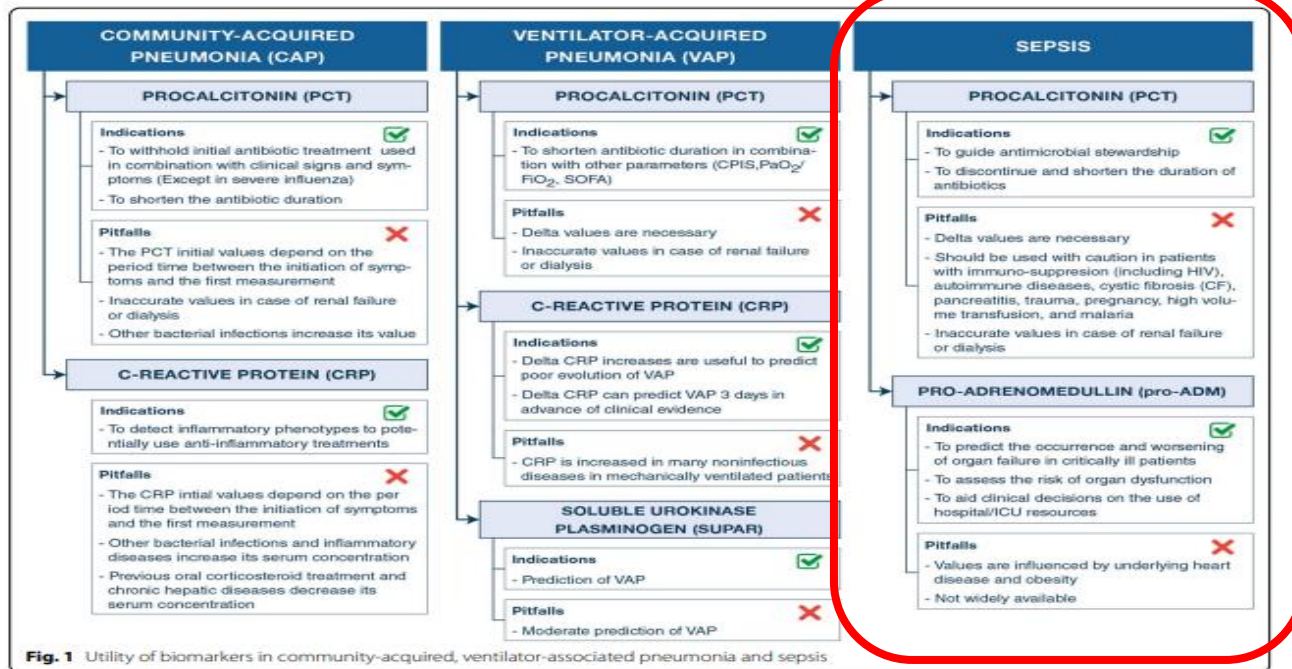 COMMUNITY-ACQUIRED
PNEUMONIA (CAP)
PROCALCITONIN (PCT)
Indications
- To withhold initial antibiotic treatment used
in combination with clinical signs and sym-
ptoms (Except in severe influenza)
- To shorten the antibiotic duration
Pitfalls
- The PCT initial values depend on the
period time between the initiation of symp-
toms and the first measurement
- Inaccurate values in case of renal failure
or dialysis
- Other bacterial infections increase its value
C-REACTIVE PROTEIN (CRP)
Indications
- To detect inflammatory phenotypes to pote-
ntially use anti-inflammatory treatments
Pitfalls
- The CRP intial values depend on the per
iod time between the initiation of symptoms
and the first measurement
- Other bacterial infections and inflammatory
diseases increase its serum concentration
- Previous oral corticosteroid treatment and
chronic hepatic diseases decrease its
serum concentration
VENTILATOR-ACQUIRED
PNEUMONIA (VAP)
PROCALCITONIN (PCT)
Indications
- To shorten antibiotic duration in combina-
tion with other parameters (CPIS,PaO2/
FiO2, SOFA)
Pitfalls
- Delta values are necessary
- Inaccurate values in case of renal failure
or dialysis
C-REACTIVE PROTEIN (CRP)
Indications
- Delta CRP increases are useful to predict
poor evolution of VAP
- Delta CRP can predict VAP 3 days in
advance of clinical evidence
Pitfalls
- CRP is increased in many noninfectious
diseases in mechanically ventilated patients
SOLUBLE UROKINASE
PLASMINOGEN (SUPAR)
Indications
- Prediction of VAP
Pitfalls
- Moderate prediction of VAP
SEPSIS
PROCALCITONIN (PCT)
Indications
- To guide antimicrobial stewardship
- To discontinue and shorten the duration of
antibiotics
Pitfalls
- Delta values are necessary
- Should be used with caution in patients
with immuno-suppresion (including HIV),
autoimmune diseases, cystic fibrosis (CF),
pancreatitis, trauma, pregnancy, high volu-
me transfusion, and malaria
- Inaccurate values in case of renal failure
or dialysis
PRO-ADRENOMEDULLIN (pro-ADM)
Indications
- To predict the occurrence and worsening
of organ failure in critically ill patients
- To assess the risk of organ dysfunction
- To aid clinical decisions on the use of
hospital/ICU resources
Pitfalls
- Values are influenced by underlying heart
disease and obesity
- Not widely available
Fig. 1 Utility of biomarkers in community-acquired, ventilator-associated pneumonia and sepsis